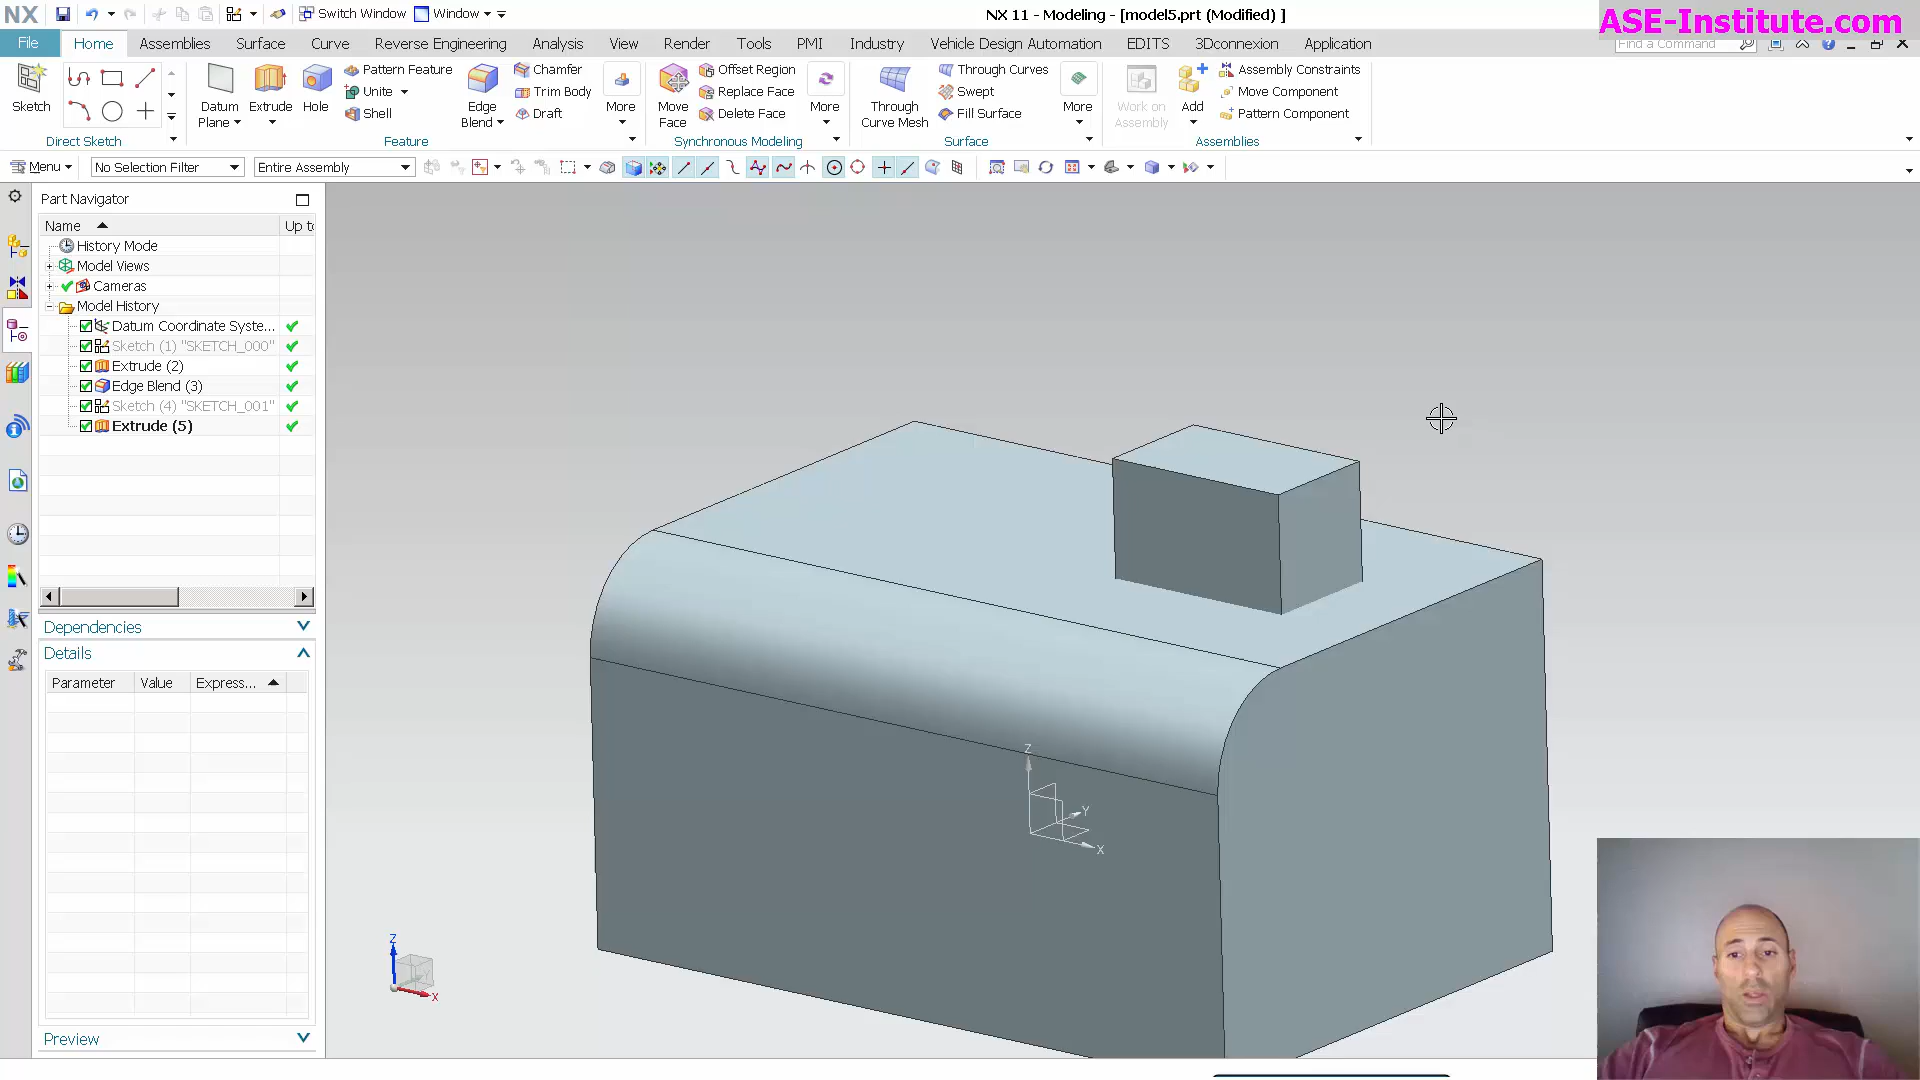 NX Switch Window Window NX 11 - Modeling - [model5.prt (Modified) ]
ASE-Institute.com
File Home Assemblies Surface Curve Reverse Engineering Analysis View Render Tools PMI Industry Vehicle Design Automation EDITS 3Dconnexion Application Find a Command
Sketch
Direct Sketch
Datum Plane
Extrude
Hole
Pattern Feature
Unite
Shell
Edge Blend
Chamfer
Trim Body
Draft
More
Feature
Move Face
Offset Region
Replace Face
Delete Face
More
Synchronous Modeling
Through Curve Mesh
Through Curves
Swept
Fill Surface
More
Surface
Work on Assembly
Add
Assembly Constraints
Move Component
Pattern Component
Assemblies
Menu No Selection Filter Entire Assembly
Part Navigator
Name Up to
History Mode
Model Views
Cameras
Model History
Datum Coordinate Syste...
Sketch (1) "SKETCH_000"
Extrude (2)
Edge Blend (3)
Sketch (4) "SKETCH_001"
Extrude (5)
Dependencies
Details
Parameter Value Express...
Preview
Z
Y
X
Z
X